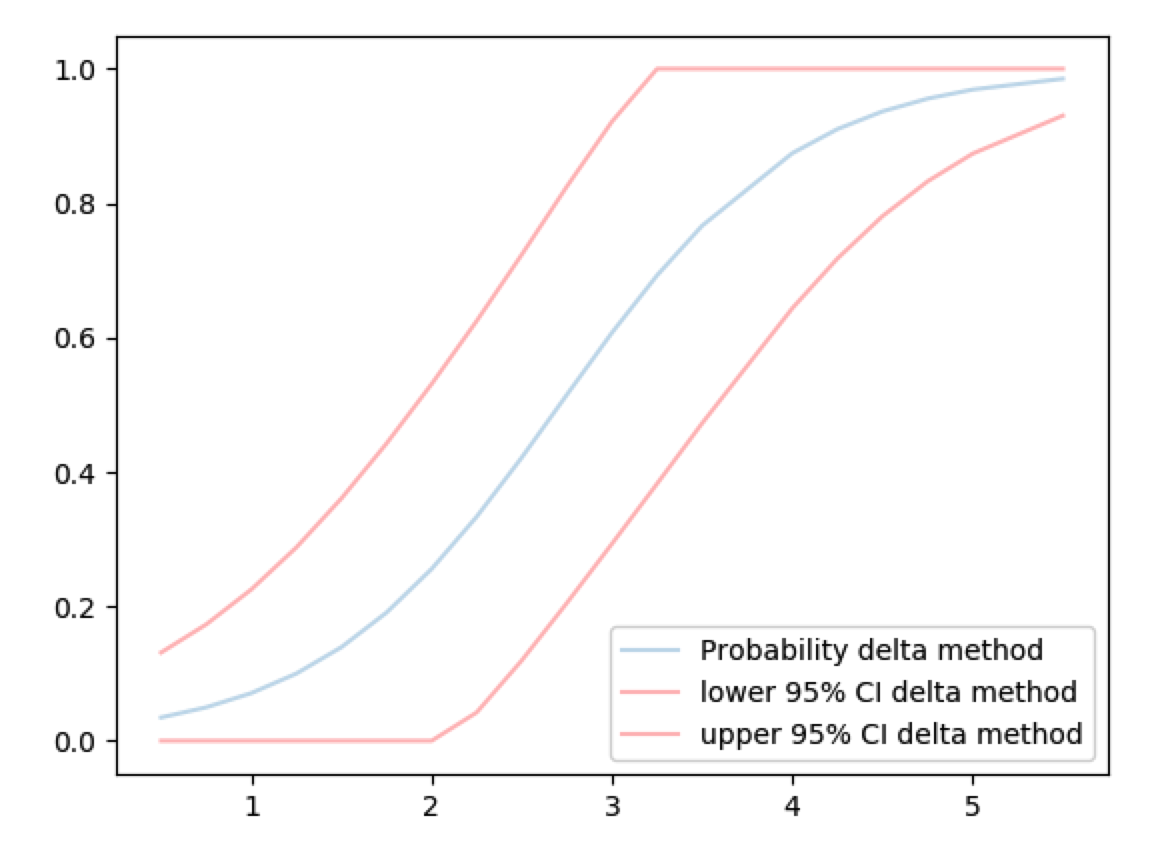 1.0
0.8
0.6
0.4
0.2
0.0
1 2 3 4 5
Probability delta method
lower 95% CI delta method
upper 95% CI delta method